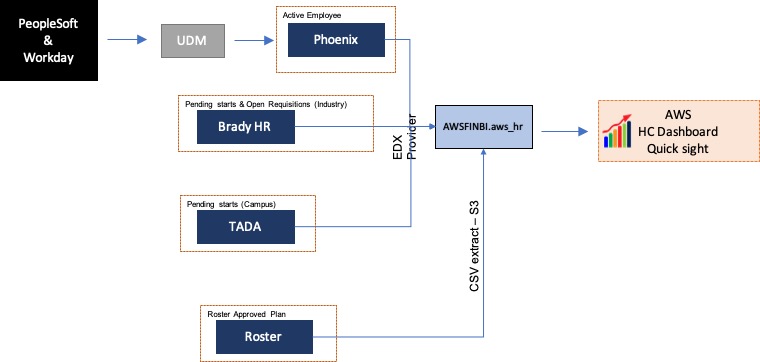 PeopleSoft
&
Workday
UDM
Active Employee
Phoenix
Pending starts & Open Requisitions (Industry)
Brady HR
EDX
Provider
AWSFINBI.aws_hr
AWS
HC Dashboard
Quick sight
Pending starts (Campus)
TADA
CSV extract – S3
Roster Approved Plan
Roster